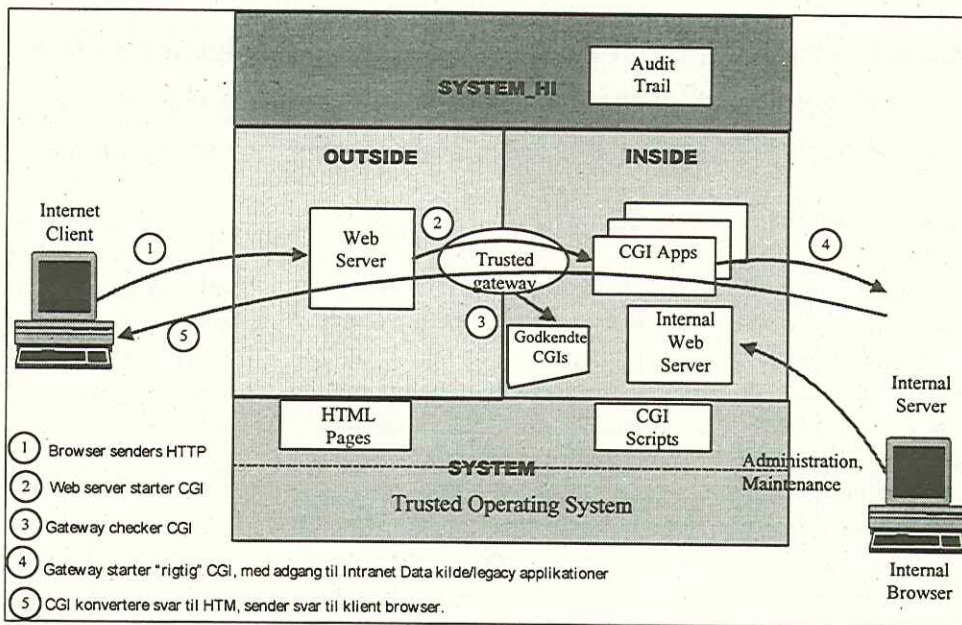 SYSTEM_HI
Audit
Trail
OUTSIDE
INSIDE
Internet
Client
1
Web
Server
2
Trusted
gateway
CGI Apps
4
3
Godkendte
CGIs
5
Internal
Web
Server
Internal
Server
HTML
Pages
CGI
Scripts
SYSTEM
Trusted Operating System
Administration,
Maintenance
Internal
Browser
1 Browser senders HTTP
2 Web server starter CGI
3 Gateway checker CGI
4 Gateway starter "rigtig" CGI, med adgang til Intranet Data kilde/legacy applikationer
5 CGI konvertere svar til HTM, sender svar til klient browser.